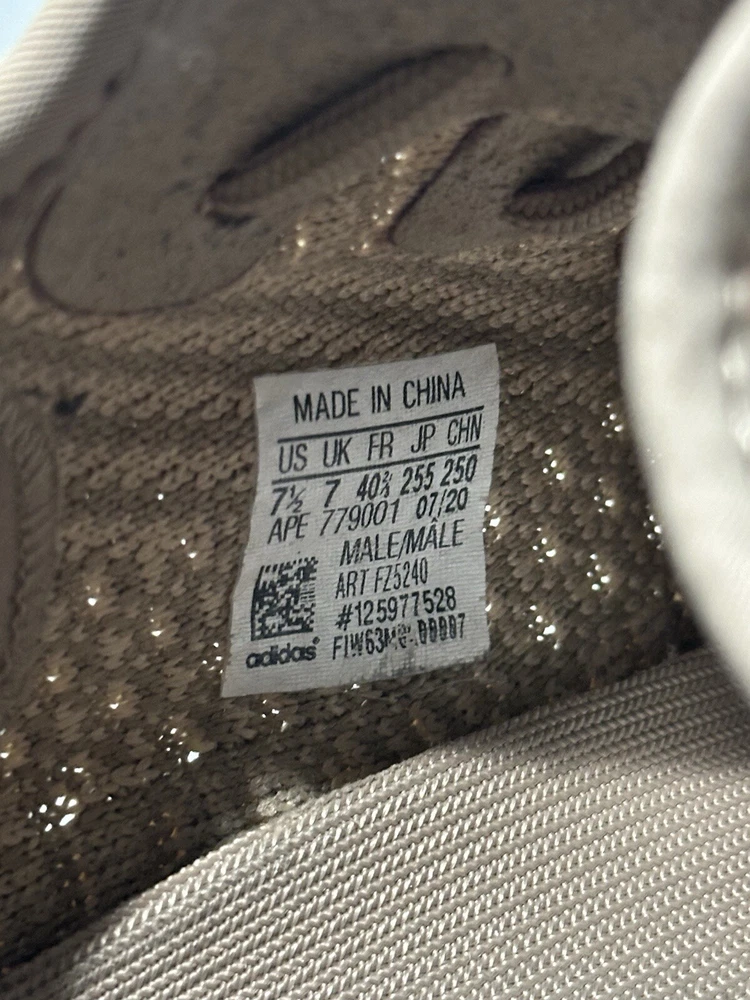 MADE IN CHINA
US UK FR JP CHN
7½ 7 40⅔ 255 250
APE 779001 07/20
MALE/MÂLE
ART FZ5240
#125977528
adidas®